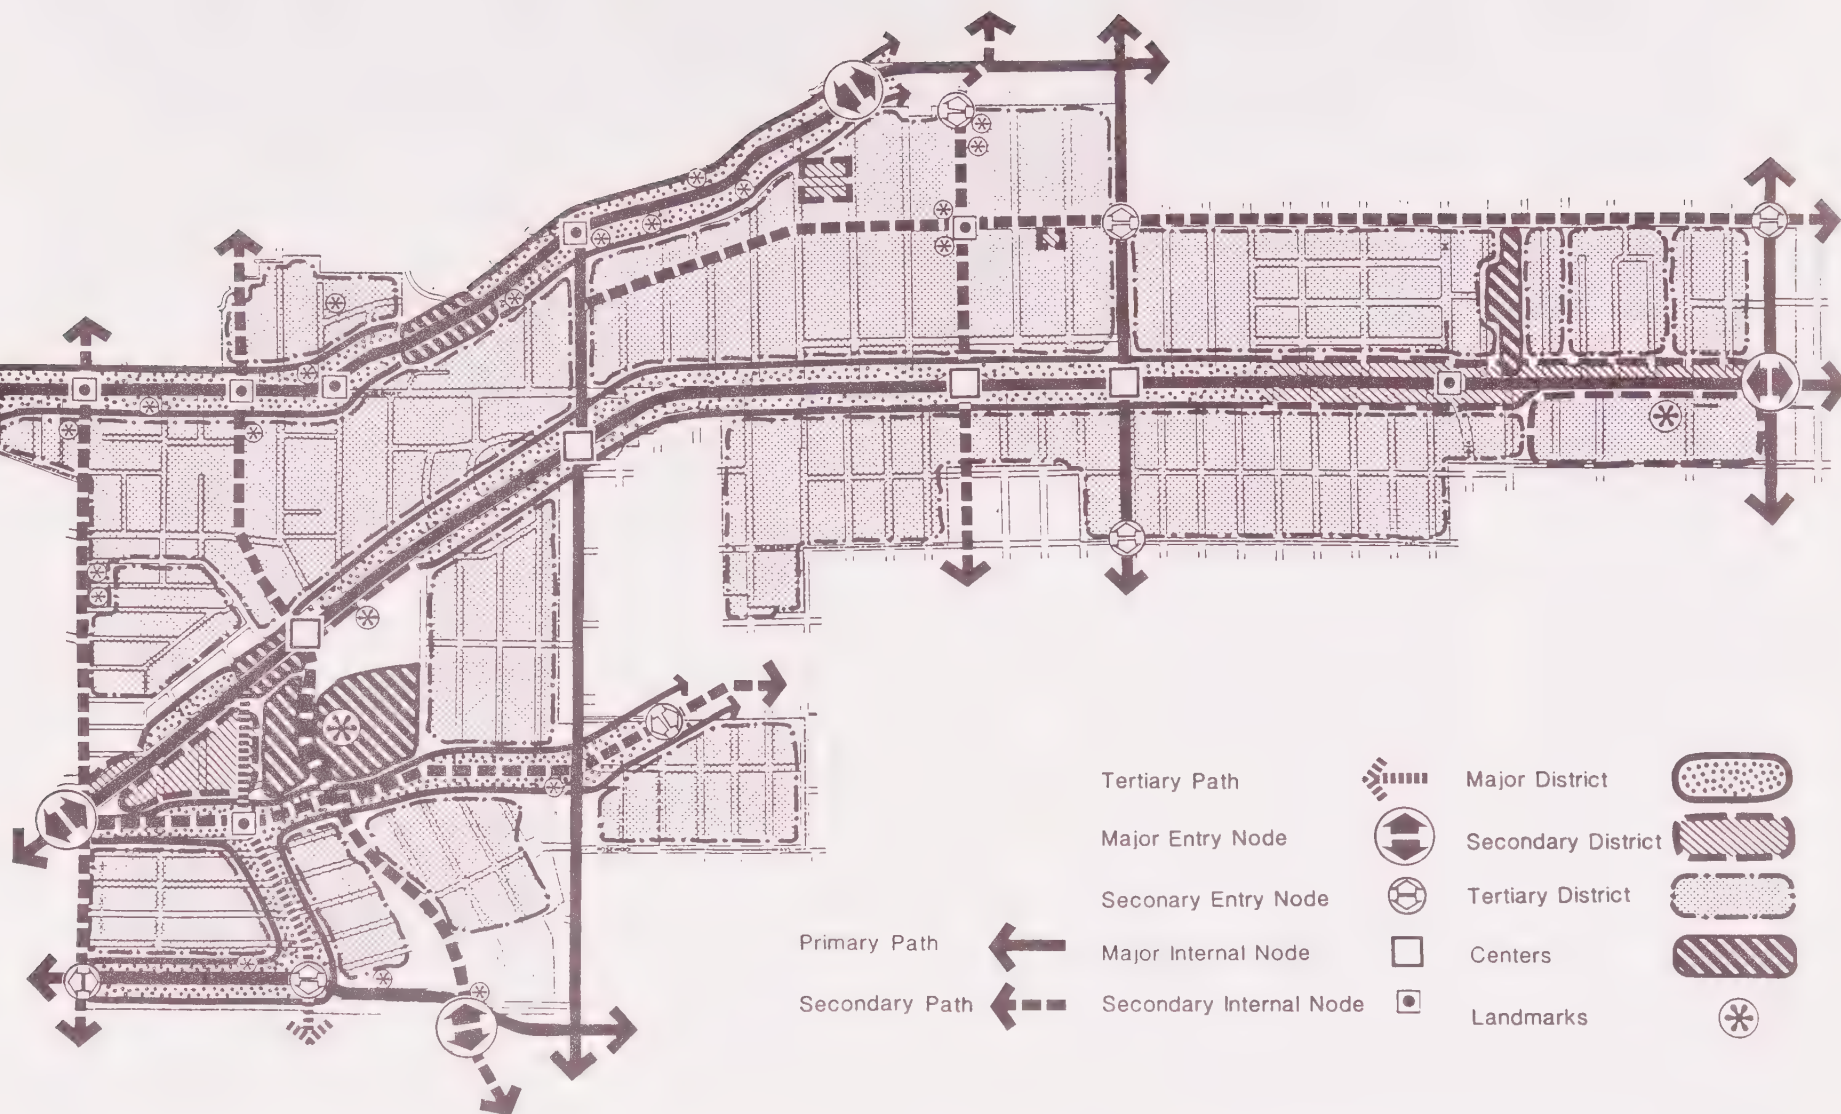 Primary Path
Secondary Path
Tertiary Path
Major Entry Node
Seconary Entry Node
Major Internal Node
Secondary Internal Node
Major District
Secondary District
Tertiary District
Centers
Landmarks